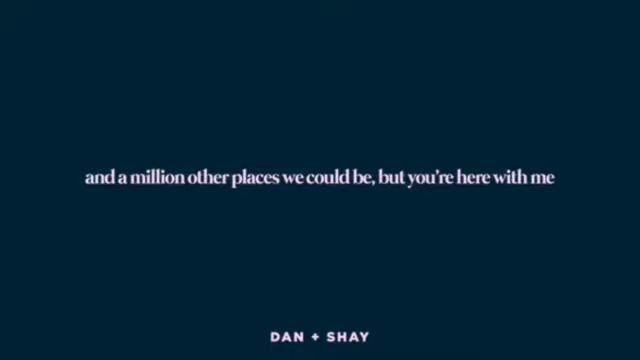 and a million other places we could be, but you're here with me
DAN + SHAY